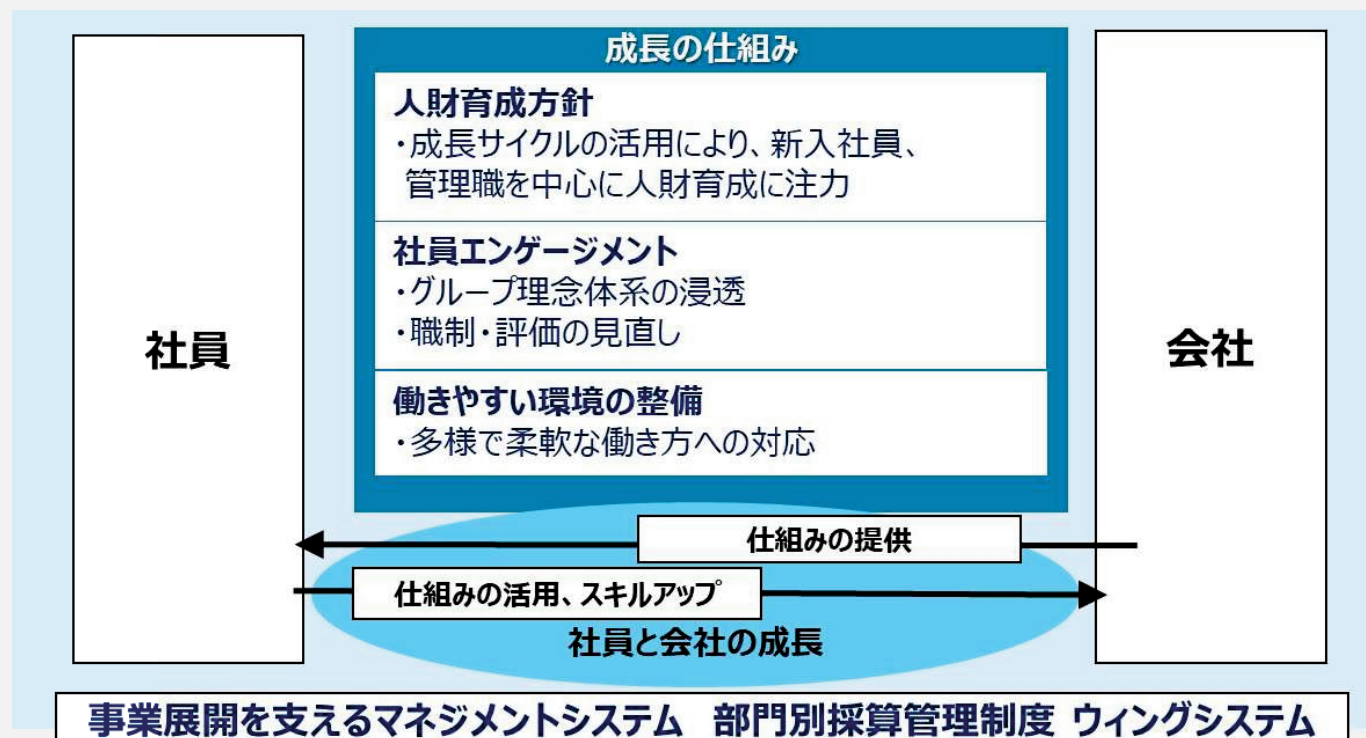 成長の仕組み
人財育成方針
・成長サイクルの活用により、新入社員、
管理職を中心に人財育成に注力
社員エンゲージメント
・グループ理念体系の浸透
・職制・評価の見直し
働きやすい環境の整備
・多様で柔軟な働き方への対応
社員
会社
仕組みの提供
仕組みの活用、スキルアップ
社員と会社の成長
事業展開を支えるマネジメントシステム 部門別採算管理制度 ウィングシステム